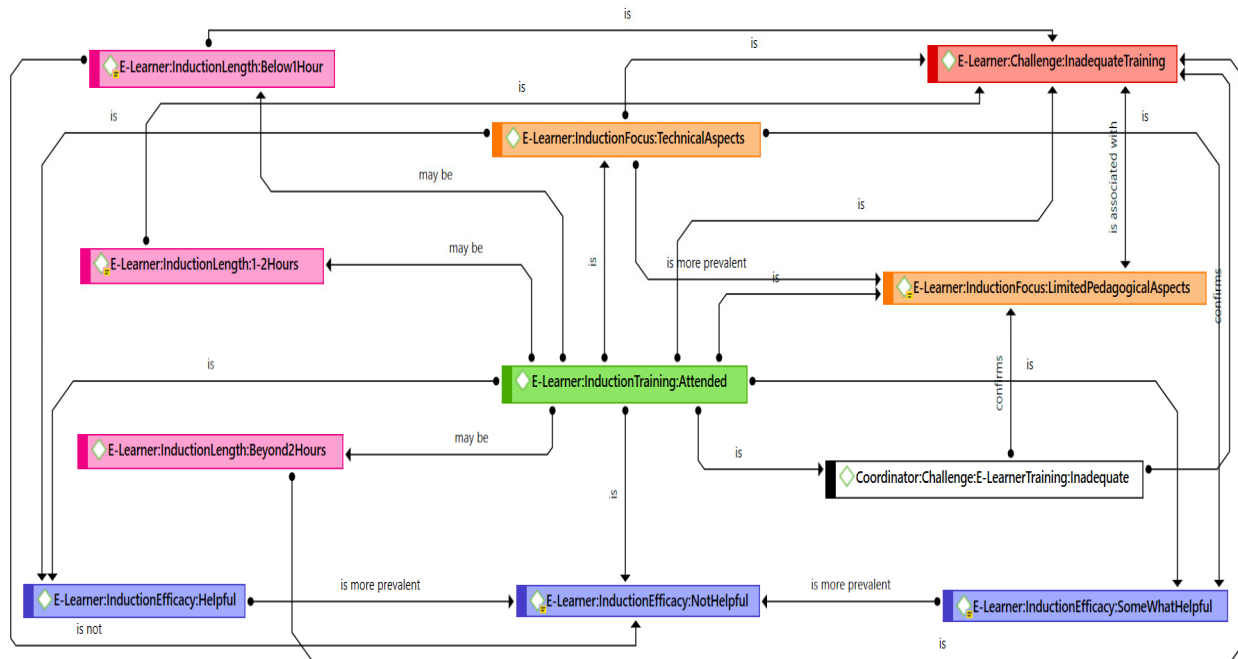 is
E-Learner:InductionLength:Below1Hour
is
E-Learner:Challenge:InadequateTraining
is
is
E-Learner:InductionFocus:TechnicalAspects
is
is associated with
may be
is
E-Learner:InductionLength:1-2Hours
may be
is
is more prevalent
is
E-Learner:InductionFocus:LimitedPedagogicalAspects
confirms
is
E-Learner:InductionTraining:Attended
confirms
is
E-Learner:InductionLength:Beyond2Hours
may be
is
Coordinator:Challenge:E-LearnerTraining:Inadequate
is
E-Learner:InductionEfficacy:Helpful
is more prevalent
E-Learner:InductionEfficacy:NotHelpful
is more prevalent
E-Learner:InductionEfficacy:SomeWhatHelpful
is not
is